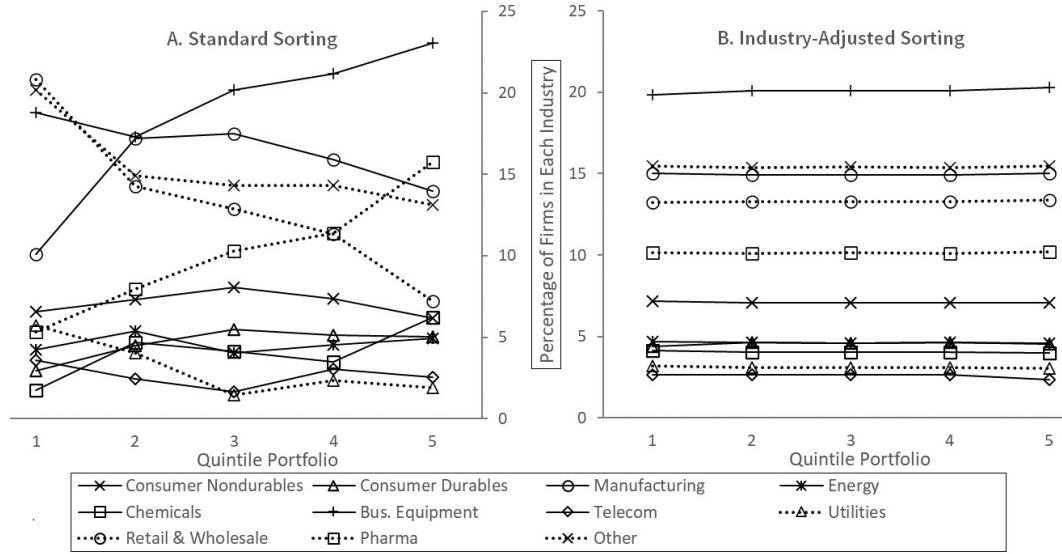 A. Standard Sorting
25
20
15
10
5
0
1 2 3 4 5
Quintile Portfolio
Percentage of Firms in Each Industry
B. Industry-Adjusted Sorting
25
20
15
10
5
0
1 2 3 4 5
Quintile Portfolio
Consumer Nondurables Consumer Durables Manufacturing Energy
Chemicals Bus. Equipment Telecom Utilities
Retail & Wholesale Pharma Other